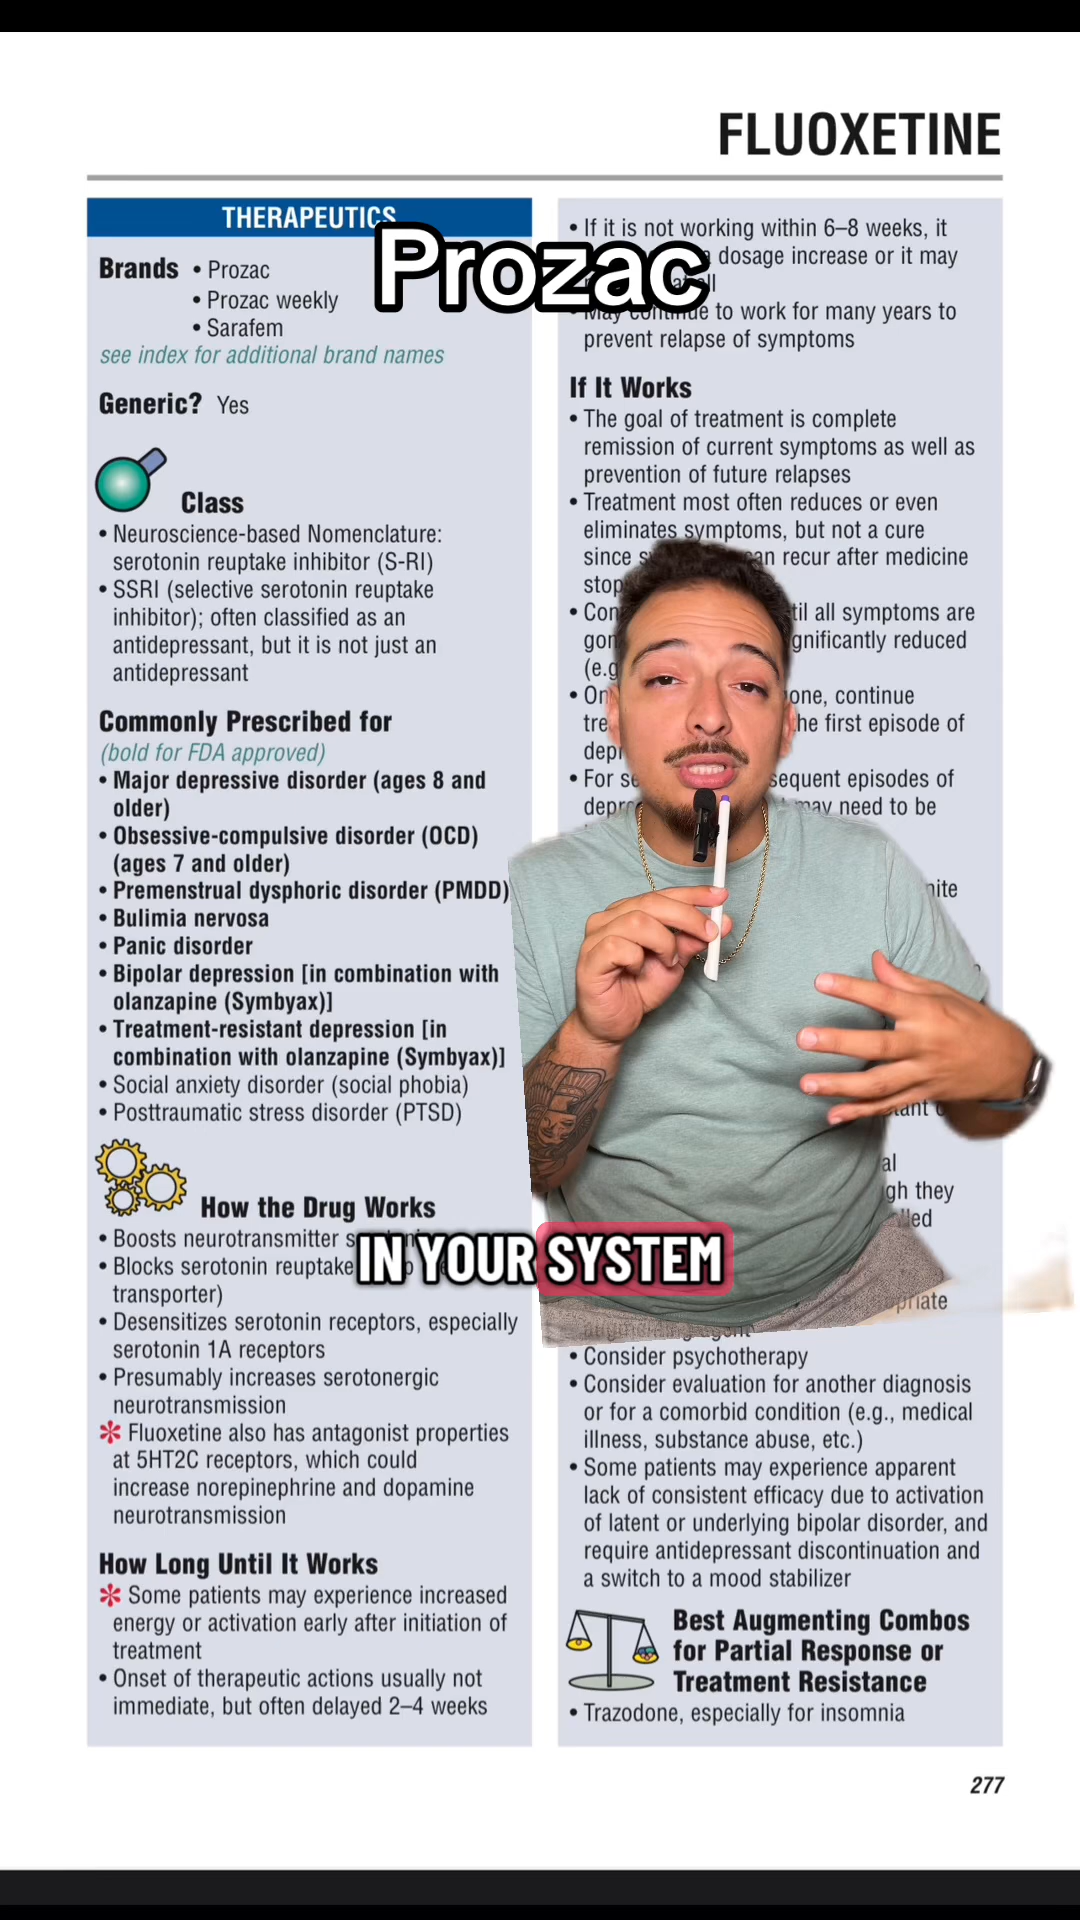 FLUOXETINE
THERAPEUTICS
Prozac
Brands • Prozac
• Prozac weekly
• Sarafem
see index for additional brand names
Generic? Yes
Class
• Neuroscience-based Nomenclature:
serotonin reuptake inhibitor (S-RI)
• SSRI (selective serotonin reuptake
inhibitor); often classified as an
antidepressant, but it is not just an
antidepressant
Commonly Prescribed for
(bold for FDA approved)
• Major depressive disorder (ages 8 and
older)
• Obsessive-compulsive disorder (OCD)
(ages 7 and older)
• Premenstrual dysphoric disorder (PMDD)
• Bulimia nervosa
• Panic disorder
• Bipolar depression [in combination with
olanzapine (Symbyax)]
• Treatment-resistant depression [in
combination with olanzapine (Symbyax)]
• Social anxiety disorder (social phobia)
• Posttraumatic stress disorder (PTSD)
How the Drug Works
• Boosts neurotransmitter
• Blocks serotonin reuptake
transporter)
• Desensitizes serotonin receptors, especially
serotonin 1A receptors
• Presumably increases serotonergic
neurotransmission
✻ Fluoxetine also has antagonist properties
at 5HT2C receptors, which could
increase norepinephrine and dopamine
neurotransmission
How Long Until It Works
✻ Some patients may experience increased
energy or activation early after initiation of
treatment
• Onset of therapeutic actions usually not
immediate, but often delayed 2–4 weeks
• If it is not working within 6–8 weeks, it
dosage increase or it may
• May continue to work for many years to
prevent relapse of symptoms
If It Works
• The goal of treatment is complete
remission of current symptoms as well as
prevention of future relapses
• Treatment most often reduces or even
eliminates symptoms, but not a cure
since can recur after medicine
all symptoms are
significantly reduced
continue
the first episode of
• For subsequent episodes of
may need to be
they
IN YOUR SYSTEM
• Consider psychotherapy
• Consider evaluation for another diagnosis
or for a comorbid condition (e.g., medical
illness, substance abuse, etc.)
• Some patients may experience apparent
lack of consistent efficacy due to activation
of latent or underlying bipolar disorder, and
require antidepressant discontinuation and
a switch to a mood stabilizer
Best Augmenting Combos
for Partial Response or
Treatment Resistance
• Trazodone, especially for insomnia
277